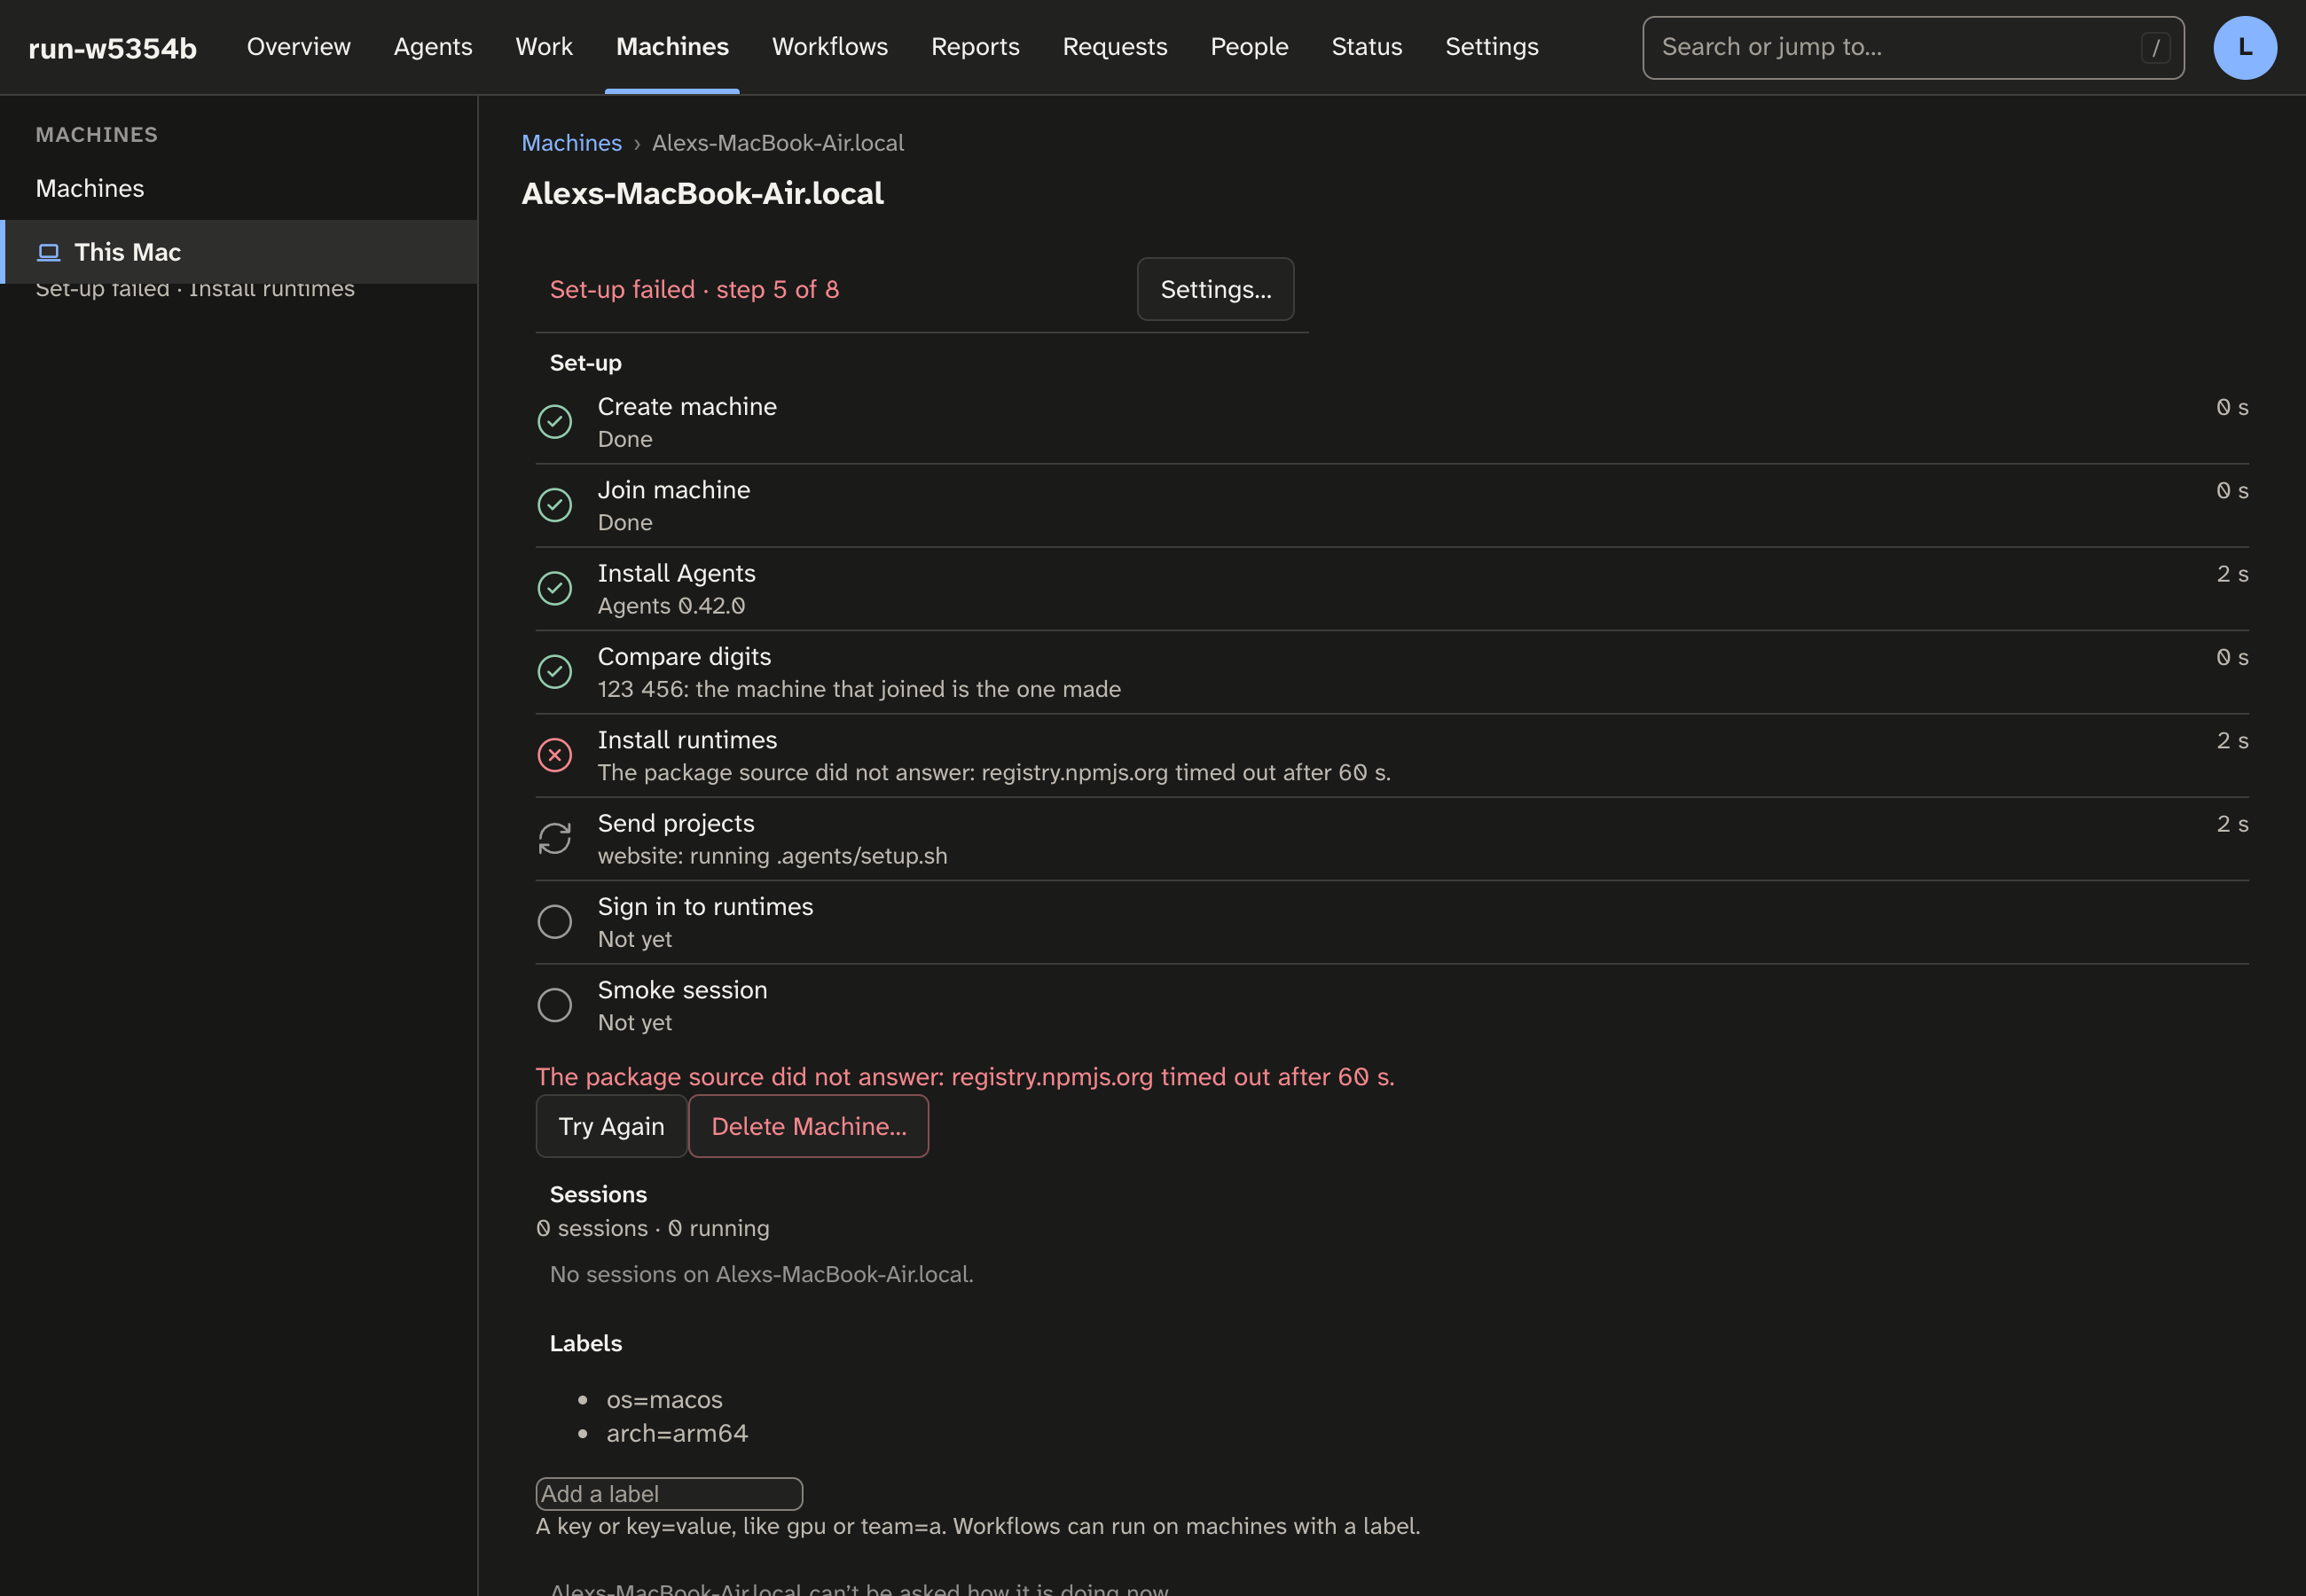 run-w5354b
Overview Agents Work Machines Workflows Reports Requests People Status Settings
Search or jump to... /
L
MACHINES
Machines
This Mac
Set-up failed · Install runtimes
Machines › Alexs-MacBook-Air.local
Alexs-MacBook-Air.local
Set-up failed · step 5 of 8
Settings...
Set-up
Create machine 0 s
Done
Join machine 0 s
Done
Install Agents 2 s
Agents 0.42.0
Compare digits 0 s
123 456: the machine that joined is the one made
Install runtimes 2 s
The package source did not answer: registry.npmjs.org timed out after 60 s.
Send projects 2 s
website: running .agents/setup.sh
Sign in to runtimes
Not yet
Smoke session
Not yet
The package source did not answer: registry.npmjs.org timed out after 60 s.
Try Again
Delete Machine...
Sessions
0 sessions · 0 running
No sessions on Alexs-MacBook-Air.local.
Labels
os=macos
arch=arm64
Add a label
A key or key=value, like gpu or team=a. Workflows can run on machines with a label.
Alexs-MacBook-Air.local can't be asked how it is doing now